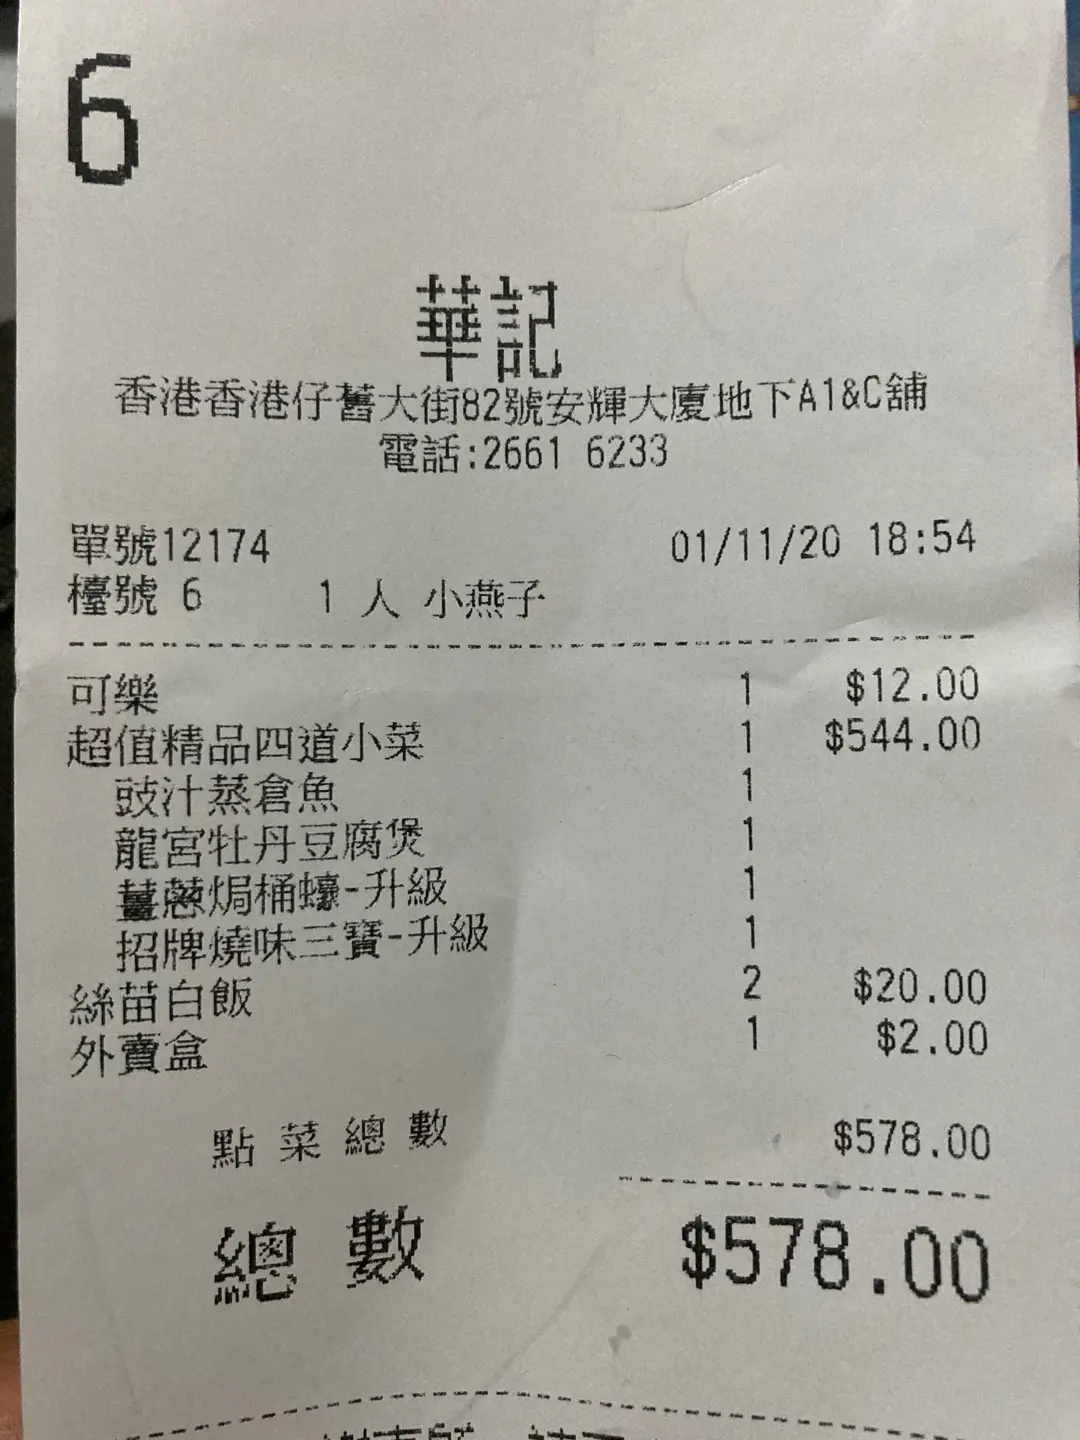 6
華記
香港香港仔舊大街82號安輝大廈地下A1&C舖
電話:2661 6233
單號12174 01/11/20 18:54
檯號 6 1 人 小燕子
可樂 1 $12.00
超值精品四道小菜 1 $544.00
豉汁蒸倉魚 1
龍宮牡丹豆腐煲 1
薑蔥焗桶蠔-升級 1
招牌燒味三寶-升級 1
絲苗白飯 2 $20.00
外賣盒 1 $2.00
點菜總數 $578.00
總數 $578.00